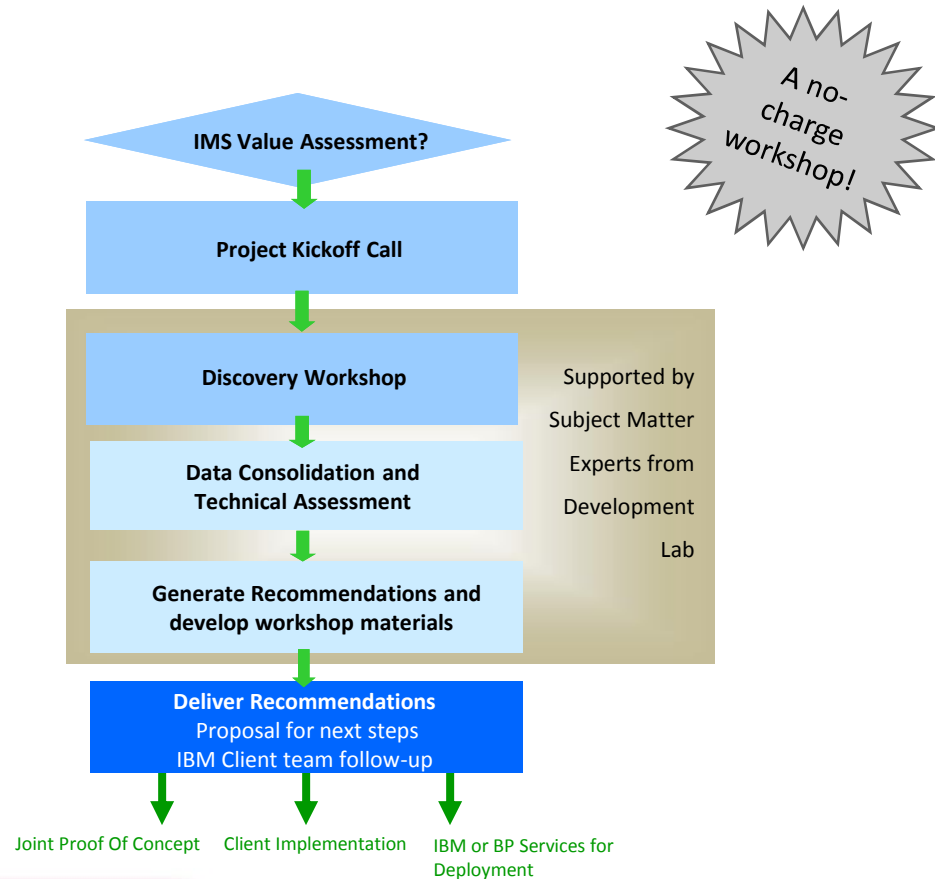 A no-
charge
workshop!
IMS Value Assessment?
Project Kickoff Call
Discovery Workshop
Supported by
Subject Matter
Experts from
Development
Lab
Data Consolidation and
Technical Assessment
Generate Recommendations and
develop workshop materials
Deliver Recommendations
Proposal for next steps
IBM Client team follow-up
Joint Proof Of Concept
Client Implementation
IBM or BP Services for
Deployment